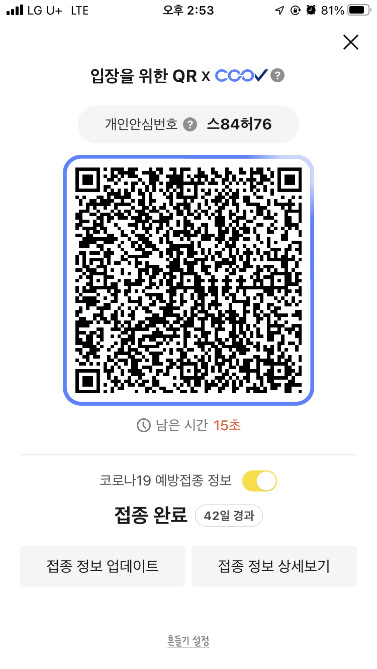 LG U+ LTE 오후 2:53 81%
입장을 위한 QR x COOV ?
개인안심번호 ? 스84허76
남은 시간 15초
코로나19 예방접종 정보
접종 완료 42일 경과
접종 정보 업데이트 접종 정보 상세보기
흔들기 설정